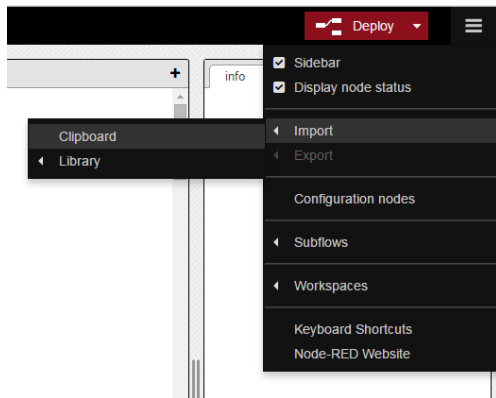 Deploy
+
info
Sidebar
Display node status
Import
Clipboard
Library
Export
Configuration nodes
Subflows
Workspaces
Keyboard Shortcuts
Node-RED Website